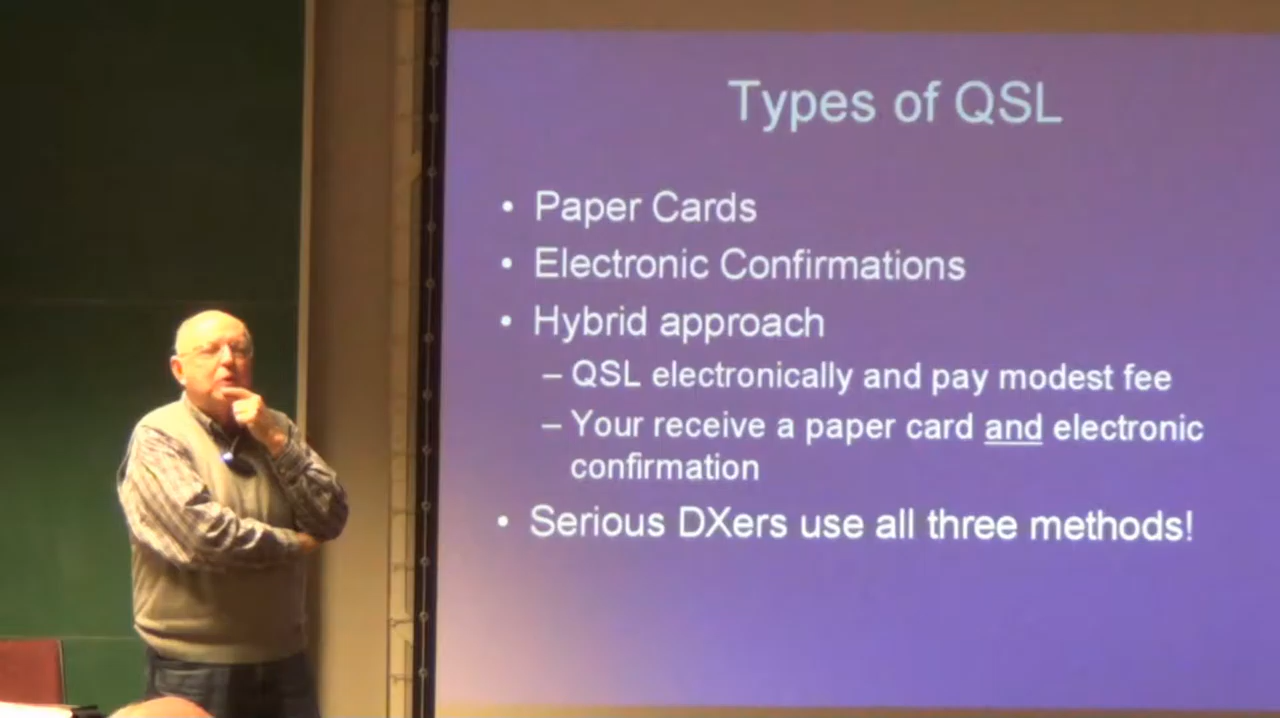 Types of QSL
• Paper Cards
• Electronic Confirmations
• Hybrid approach
– QSL electronically and pay modest fee
– Your receive a paper card and electronic
confirmation
• Serious DXers use all three methods!